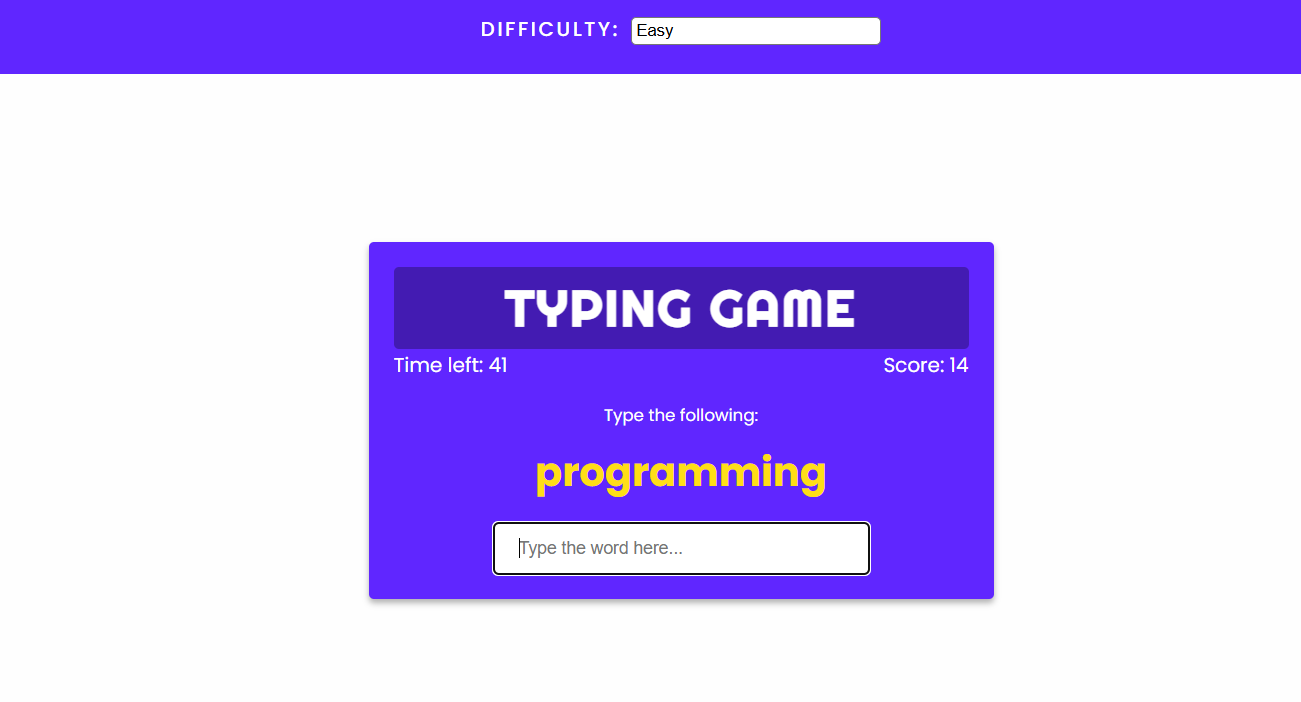 DIFFICULTY: Easy
TYPING GAME
Time left: 41 Score: 14
Type the following:
programming
Type the word here...